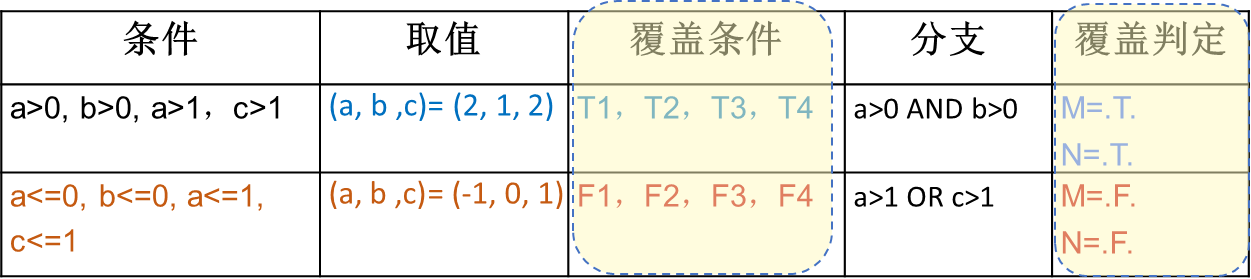 条件 取值 覆盖条件 分支 覆盖判定
a>0, b>0, a>1，c>1 (a, b ,c)= (2, 1, 2) T1，T2，T3，T4 a>0 AND b>0 M=.T.
N=.T.
a<=0, b<=0, a<=1, (a, b ,c)= (-1, 0, 1) F1，F2，F3，F4 a>1 OR c>1 M=.F.
c<=1 N=.F.